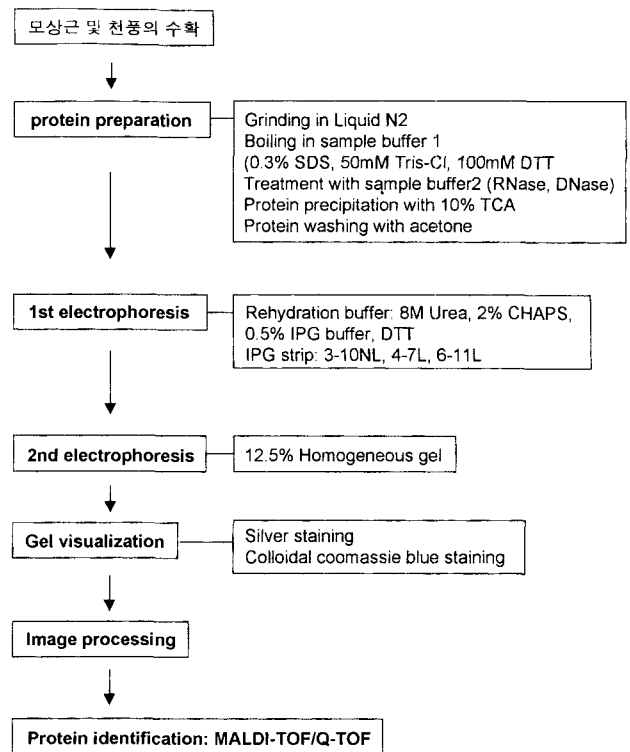 모상근 및 천풍의 수확
protein preparation
Grinding in Liquid N2
Boiling in sample buffer 1
(0.3% SDS, 50mM Tris-Cl, 100mM DTT
Treatment with sample buffer2 (RNase, DNase)
Protein precipitation with 10% TCA
Protein washing with acetone
1st electrophoresis
Rehydration buffer: 8M Urea, 2% CHAPS,
0.5% IPG buffer, DTT
IPG strip: 3-10NL, 4-7L, 6-11L
2nd electrophoresis
12.5% Homogeneous gel
Gel visualization
Silver staining
Colloidal coomassie blue staining
Image processing
Protein identification: MALDI-TOF/Q-TOF